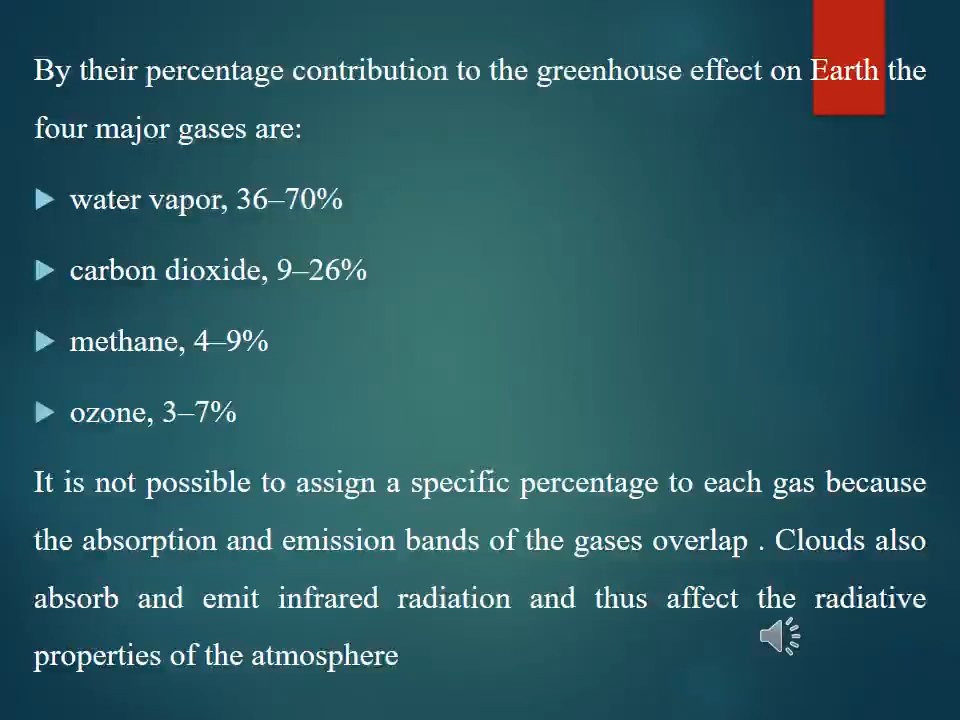 By their percentage contribution to the greenhouse effect on Earth the
four major gases are:
water vapor, 36–70%
carbon dioxide, 9–26%
methane, 4–9%
ozone, 3–7%
It is not possible to assign a specific percentage to each gas because
the absorption and emission bands of the gases overlap . Clouds also
absorb and emit infrared radiation and thus affect the radiative
properties of the atmosphere